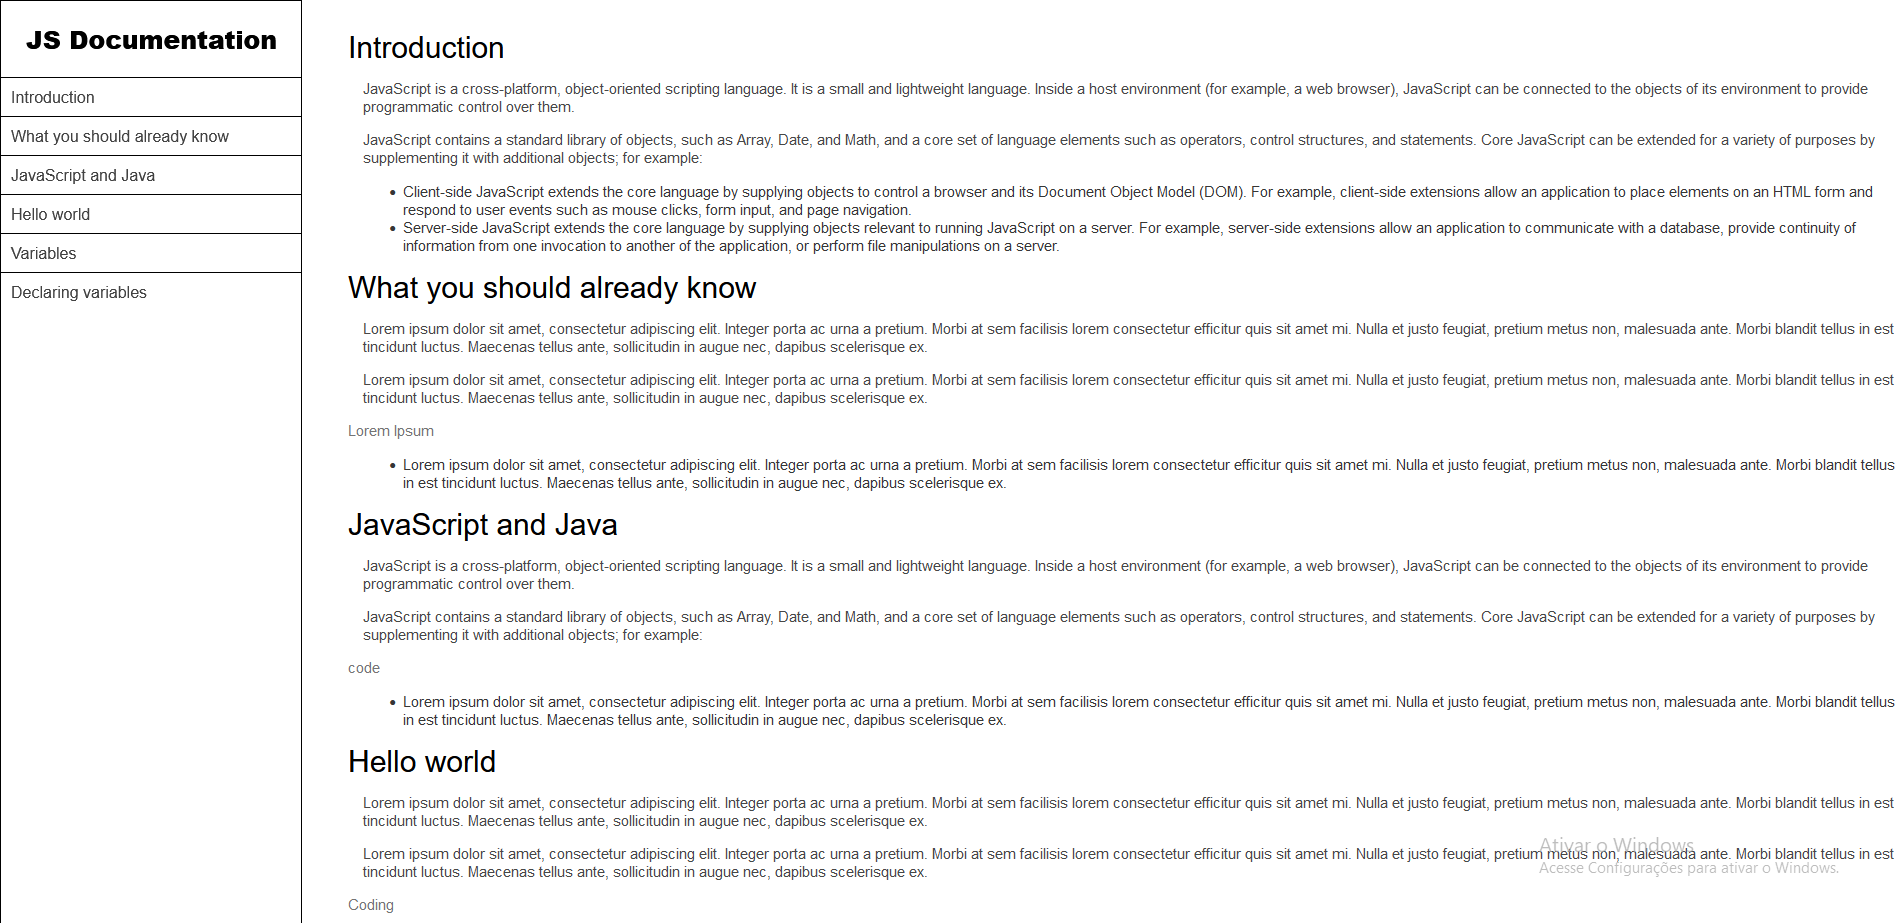 JS Documentation
Introduction
What you should already know
JavaScript and Java
Hello world
Variables
Declaring variables
Introduction
JavaScript is a cross-platform, object-oriented scripting language. It is a small and lightweight language. Inside a host environment (for example, a web browser), JavaScript can be connected to the objects of its environment to provide
programmatic control over them.
JavaScript contains a standard library of objects, such as Array, Date, and Math, and a core set of language elements such as operators, control structures, and statements. Core JavaScript can be extended for a variety of purposes by
supplementing it with additional objects; for example:
• Client-side JavaScript extends the core language by supplying objects to control a browser and its Document Object Model (DOM). For example, client-side extensions allow an application to place elements on an HTML form and
respond to user events such as mouse clicks, form input, and page navigation.
• Server-side JavaScript extends the core language by supplying objects relevant to running JavaScript on a server. For example, server-side extensions allow an application to communicate with a database, provide continuity of
information from one invocation to another of the application, or perform file manipulations on a server.
What you should already know
Lorem ipsum dolor sit amet, consectetur adipiscing elit. Integer porta ac urna a pretium. Morbi at sem facilisis lorem consectetur efficitur quis sit amet mi. Nulla et justo feugiat, pretium metus non, malesuada ante. Morbi blandit tellus in est
tincidunt luctus. Maecenas tellus ante, sollicitudin in augue nec, dapibus scelerisque ex.
Lorem ipsum dolor sit amet, consectetur adipiscing elit. Integer porta ac urna a pretium. Morbi at sem facilisis lorem consectetur efficitur quis sit amet mi. Nulla et justo feugiat, pretium metus non, malesuada ante. Morbi blandit tellus in est
tincidunt luctus. Maecenas tellus ante, sollicitudin in augue nec, dapibus scelerisque ex.
Lorem Ipsum
• Lorem ipsum dolor sit amet, consectetur adipiscing elit. Integer porta ac urna a pretium. Morbi at sem facilisis lorem consectetur efficitur quis sit amet mi. Nulla et justo feugiat, pretium metus non, malesuada ante. Morbi blandit tellus
in est tincidunt luctus. Maecenas tellus ante, sollicitudin in augue nec, dapibus scelerisque ex.
JavaScript and Java
JavaScript is a cross-platform, object-oriented scripting language. It is a small and lightweight language. Inside a host environment (for example, a web browser), JavaScript can be connected to the objects of its environment to provide
programmatic control over them.
JavaScript contains a standard library of objects, such as Array, Date, and Math, and a core set of language elements such as operators, control structures, and statements. Core JavaScript can be extended for a variety of purposes by
supplementing it with additional objects; for example:
code
• Lorem ipsum dolor sit amet, consectetur adipiscing elit. Integer porta ac urna a pretium. Morbi at sem facilisis lorem consectetur efficitur quis sit amet mi. Nulla et justo feugiat, pretium metus non, malesuada ante. Morbi blandit tellus
in est tincidunt luctus. Maecenas tellus ante, sollicitudin in augue nec, dapibus scelerisque ex.
Hello world
Lorem ipsum dolor sit amet, consectetur adipiscing elit. Integer porta ac urna a pretium. Morbi at sem facilisis lorem consectetur efficitur quis sit amet mi. Nulla et justo feugiat, pretium metus non, malesuada ante. Morbi blandit tellus in est
tincidunt luctus. Maecenas tellus ante, sollicitudin in augue nec, dapibus scelerisque ex.
Lorem ipsum dolor sit amet, consectetur adipiscing elit. Integer porta ac urna a pretium. Morbi at sem facilisis lorem consectetur efficitur quis sit amet mi. Nulla et justo feugiat, pretium metus non, malesuada ante. Morbi blandit tellus in est
tincidunt luctus. Maecenas tellus ante, sollicitudin in augue nec, dapibus scelerisque ex.
Coding
Ativar o Windows
Acesse Configurações para ativar o Windows.